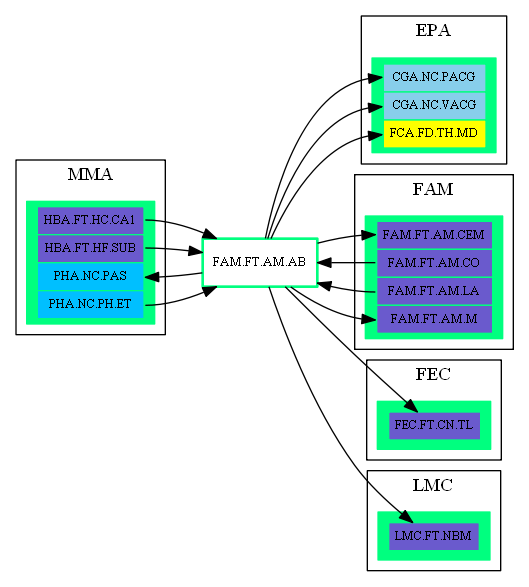 MMA
HBA.FT.HC.CA1
HBA.FT.HF.SUB
PHA.NC.PAS
PHA.NC.PH.ET
FAM.FT.AM.AB
EPA
CGA.NC.PACG
CGA.NC.VACG
FCA.FD.TH.MD
FAM
FAM.FT.AM.CEM
FAM.FT.AM.CO
FAM.FT.AM.LA
FAM.FT.AM.M
FEC
FEC.FT.CN.TL
LMC
LMC.FT.NBM